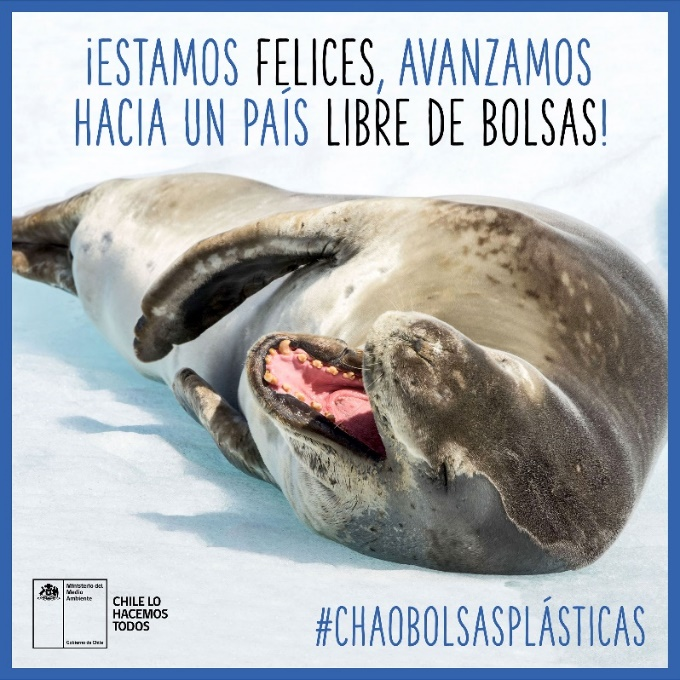 ¡ESTAMOS FELICES, AVANZAMOS
HACIA UN PAÍS LIBRE DE BOLSAS!
Ministerio del
Medio
Ambiente
Gobierno de Chile
CHILE LO
HACEMOS
TODOS
#CHAOBOLSASPLÁSTICAS